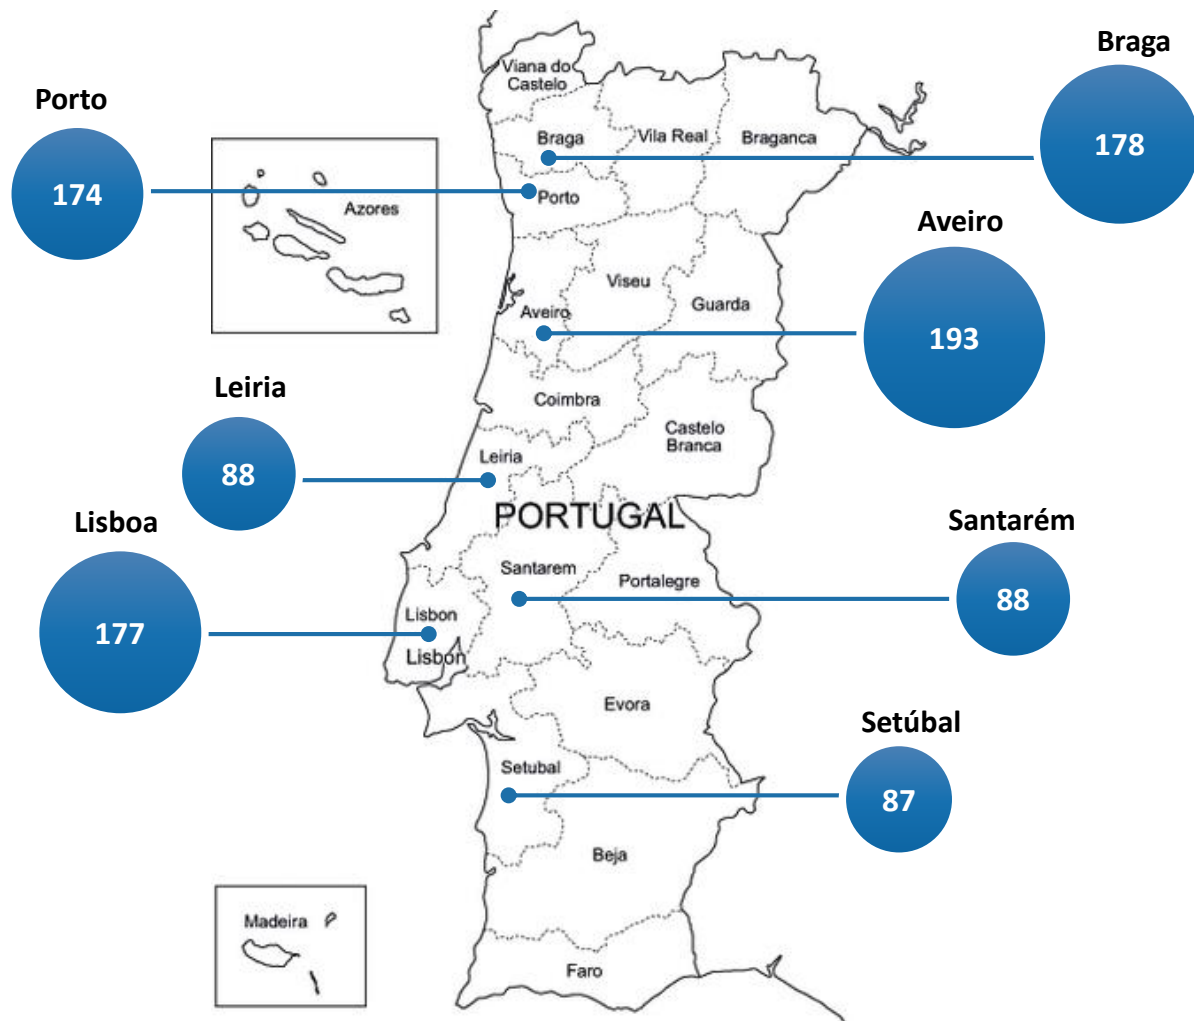 Braga
178
Porto
174
Viana do
Castelo
Braga
Vila Real
Braganca
Porto
Azores
Aveiro
193
Viseu
Guarda
Aveiro
Leiria
88
Coimbra
Castelo
Branca
Leiria
PORTUGAL
Lisboa
177
Santarém
88
Santarem
Portalegre
Lisbon
Lisbon
Evora
Setúbal
87
Setubal
Beja
Madeira
Faro